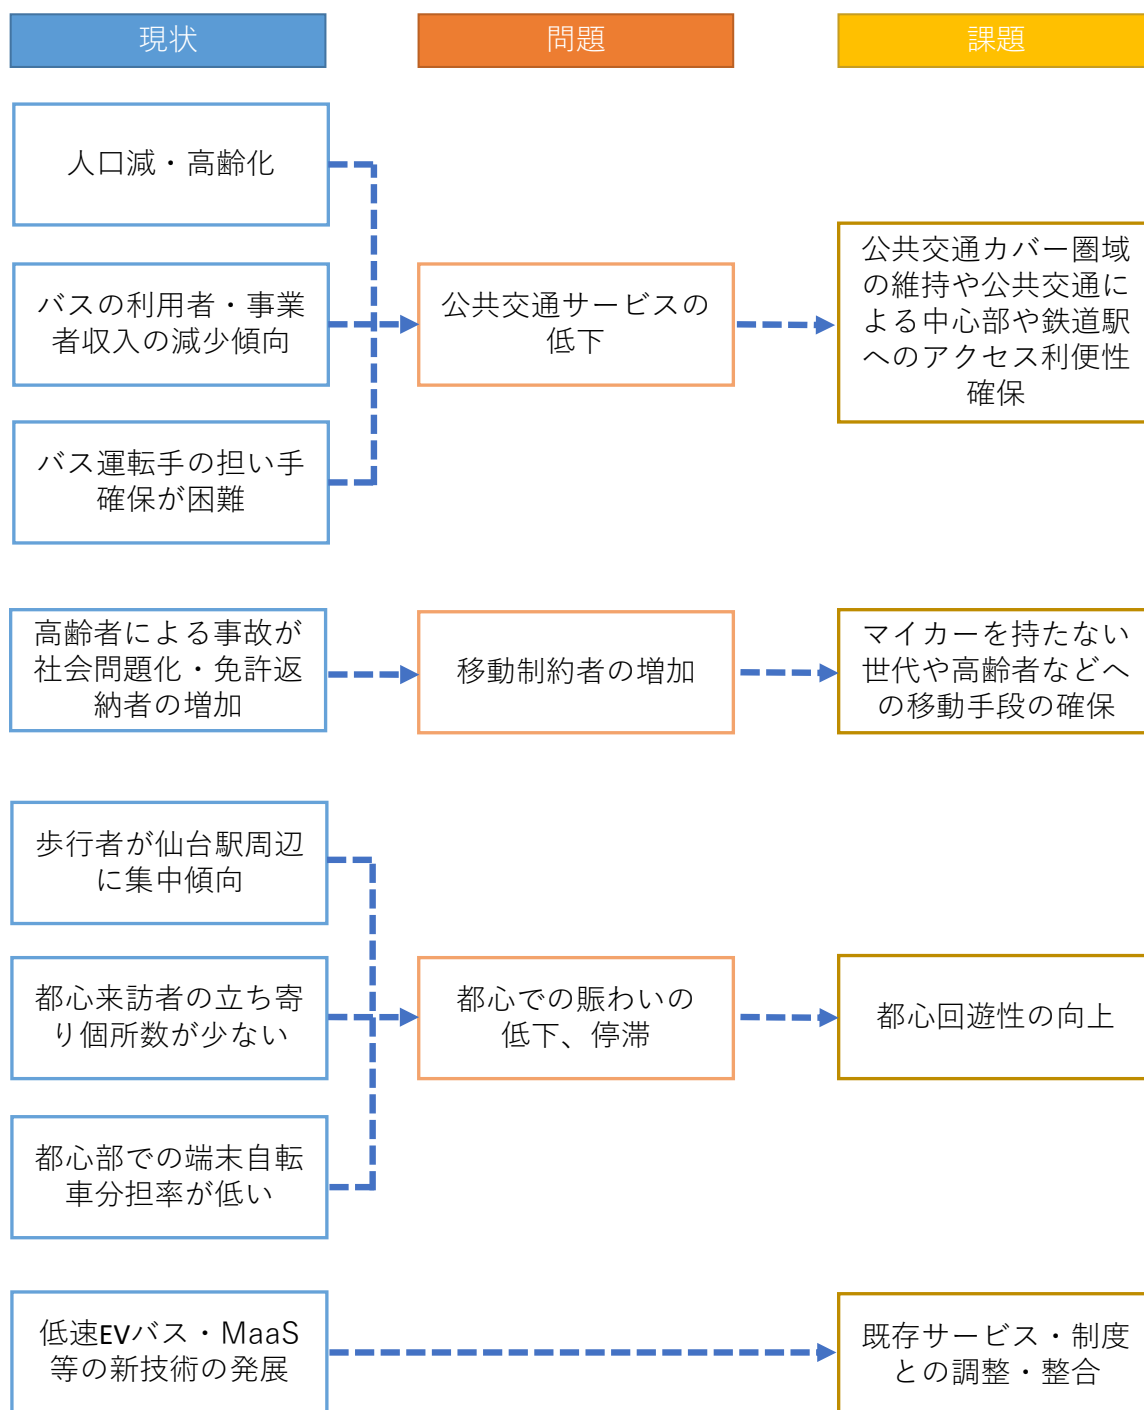 現状
問題
課題
人口減・高齢化
バスの利用者・事業
者収入の減少傾向
バス運転手の担い手
確保が困難
公共交通サービスの
低下
公共交通カバー圏域
の維持や公共交通に
よる中心部や鉄道駅
へのアクセス利便性
確保
高齢者による事故が
社会問題化・免許返
納者の増加
移動制約者の増加
マイカーを持たない
世代や高齢者などへ
の移動手段の確保
歩行者が仙台駅周辺
に集中傾向
都心来訪者の立ち寄
り個所数が少ない
都心部での端末自転
車分担率が低い
都心での賑わいの
低下、停滞
都心回遊性の向上
低速EVバス・MaaS
等の新技術の発展
既存サービス・制度
との調整・整合